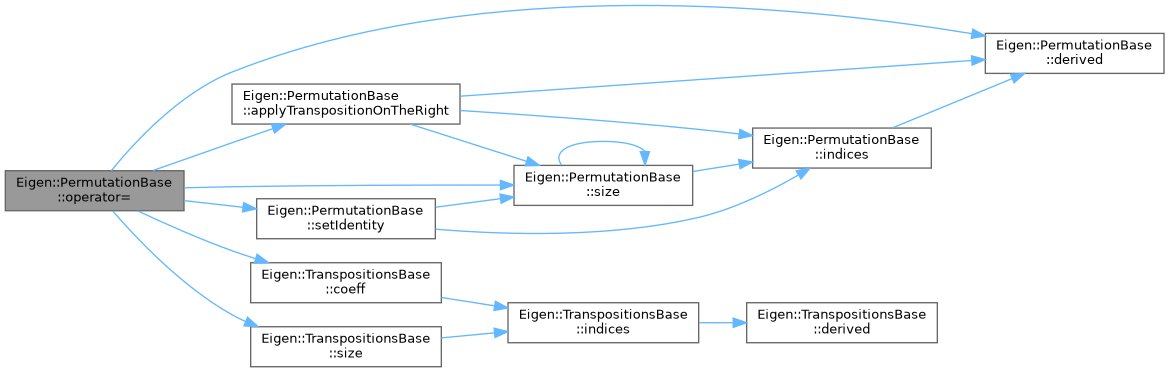 Eigen::PermutationBase
::operator=
Eigen::PermutationBase
::applyTranspositionOnTheRight
Eigen::PermutationBase
::setIdentity
Eigen::TranspositionsBase
::coeff
Eigen::TranspositionsBase
::size
Eigen::PermutationBase
::size
Eigen::TranspositionsBase
::indices
Eigen::PermutationBase
::indices
Eigen::TranspositionsBase
::derived
Eigen::PermutationBase
::derived